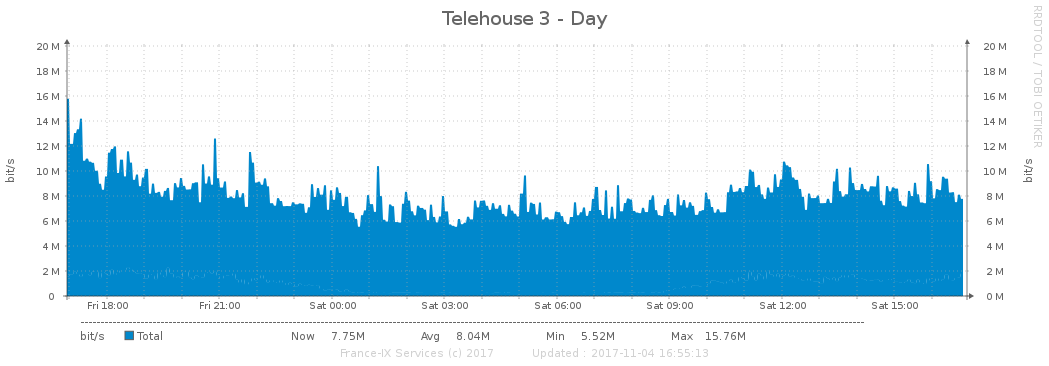 Telehouse 3 - Day
RRDTOOL / TOBI OETIKER
bit/s
bit/s
20 M 20 M
18 M 18 M
16 M 16 M
14 M 14 M
12 M 12 M
10 M 10 M
8 M 8 M
6 M 6 M
4 M 4 M
2 M 2 M
0 0 M
Fri 18:00 Fri 21:00 Sat 00:00 Sat 03:00 Sat 06:00 Sat 09:00 Sat 12:00 Sat 15:00
bit/s Total Now 7.75M Avg 8.04M Min 5.52M Max 15.76M
France-IX Services (c) 2017 Updated : 2017-11-04 16:55:13